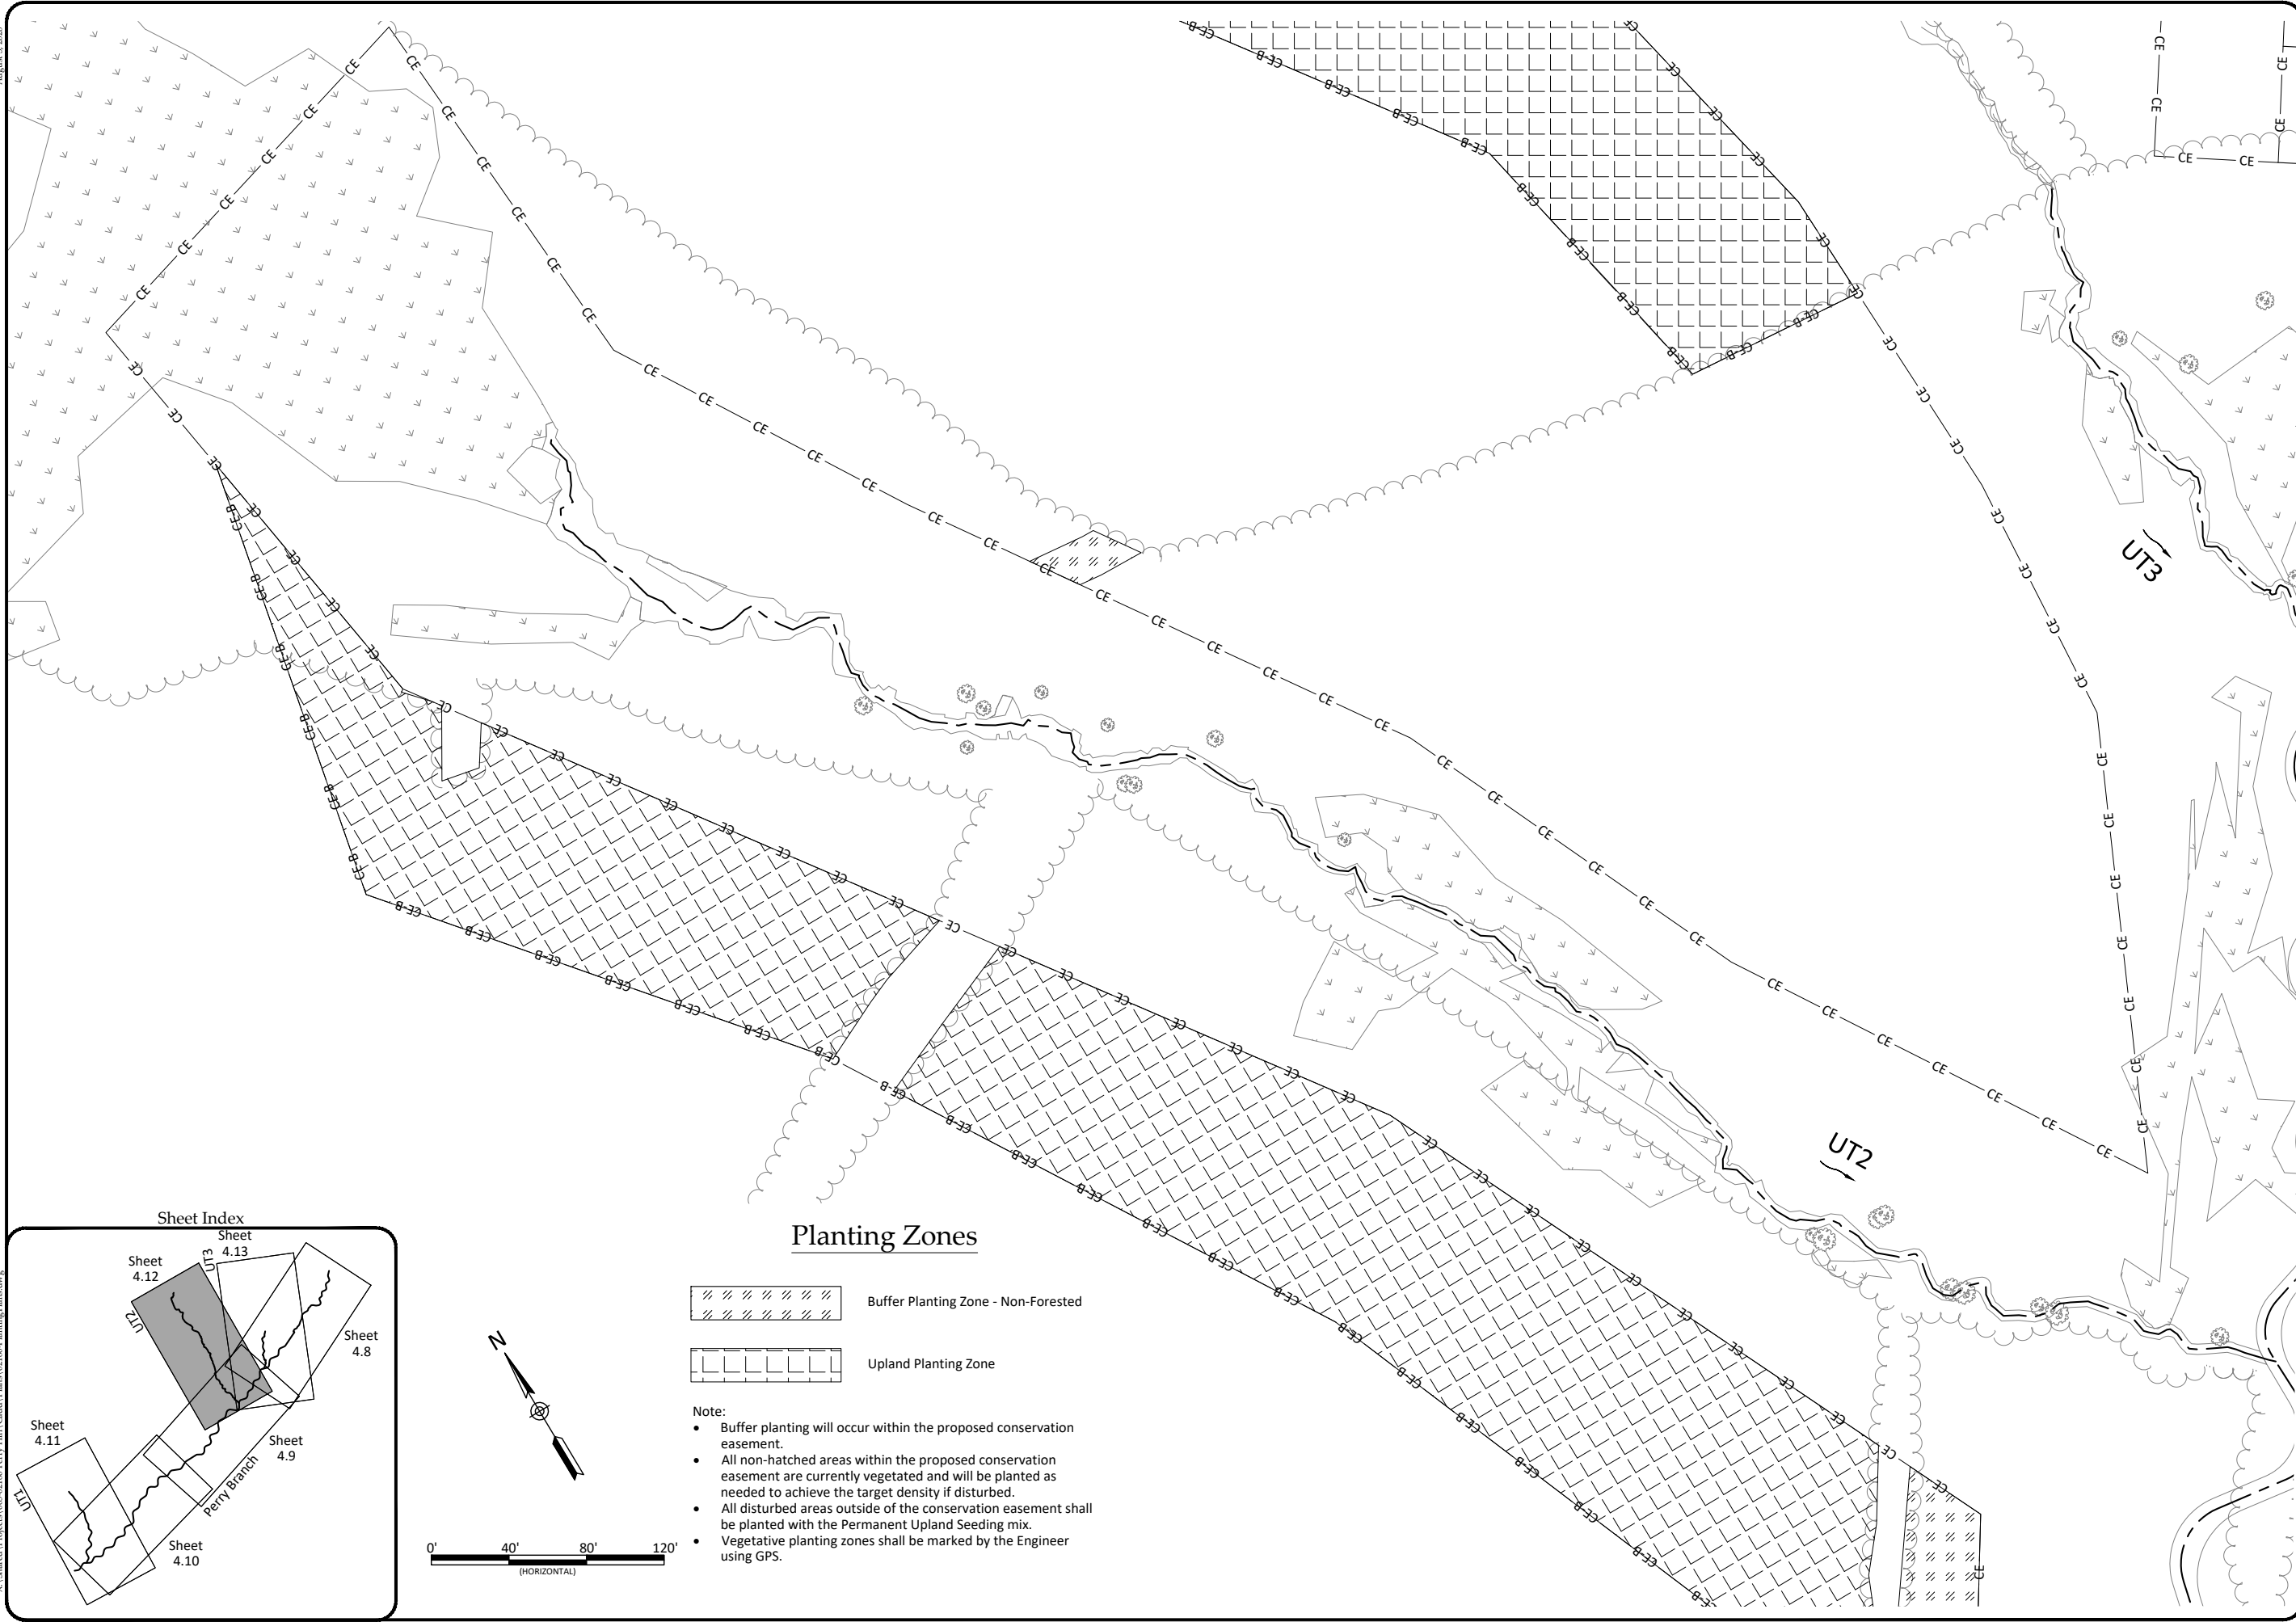 CE
CE-B
UT3
UT2
Sheet Index
Sheet
4.13
Sheet
4.12
UT3
UT2
Sheet
4.8
Sheet
4.11
Sheet
4.9
UT1
Perry Branch
Sheet
4.10
N
0' 40' 80' 120'
(HORIZONTAL)
Planting Zones
Buffer Planting Zone - Non-Forested
Upland Planting Zone
Note:
• Buffer planting will occur within the proposed conservation
easement.
• All non-hatched areas within the proposed conservation
easement are currently vegetated and will be planted as
needed to achieve the target density if disturbed.
• All disturbed areas outside of the conservation easement shall
be planted with the Permanent Upland Seeding mix.
• Vegetative planting zones shall be marked by the Engineer
using GPS.